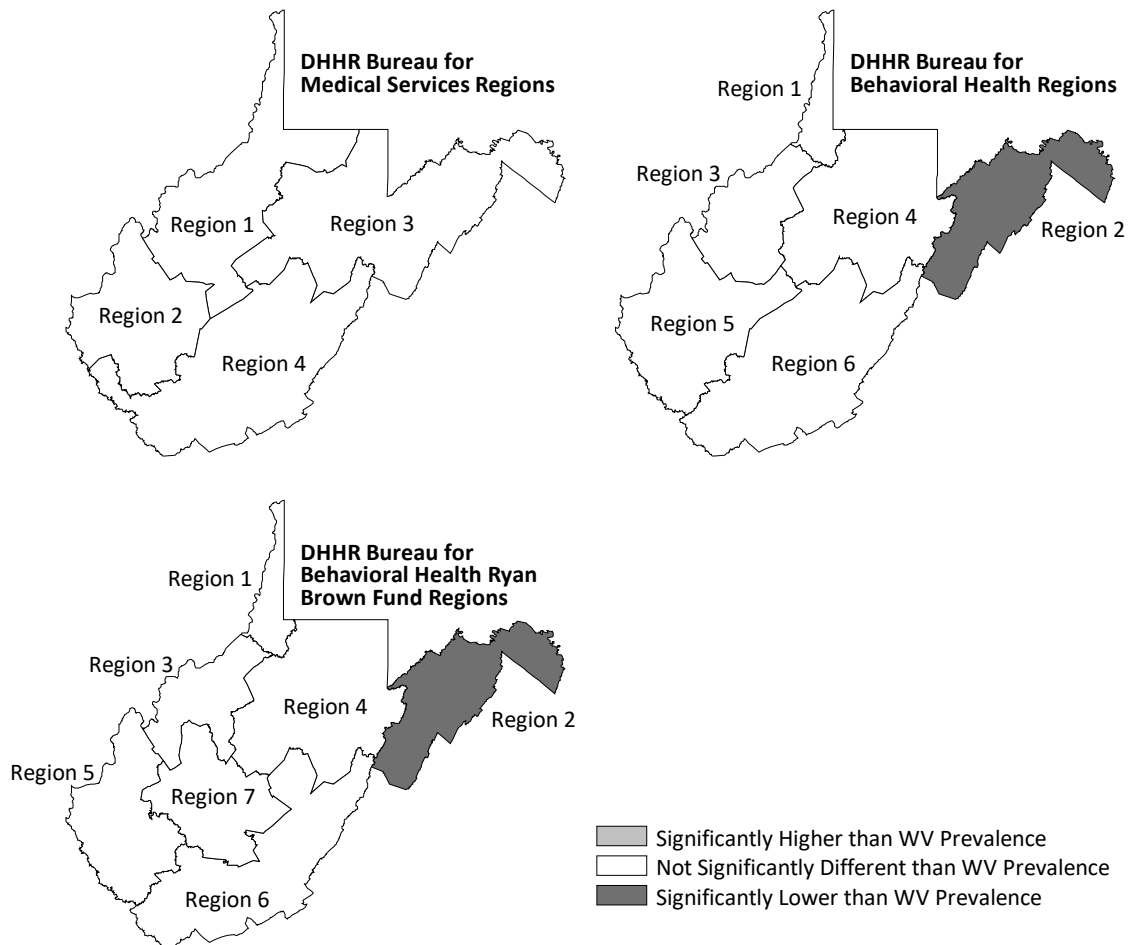 DHHR Bureau for
Medical Services Regions
Region 1
Region 3
Region 2
Region 4
DHHR Bureau for
Behavioral Health Regions
Region 1
Region 3
Region 4
Region 2
Region 5
Region 6
DHHR Bureau for
Behavioral Health Ryan
Brown Fund Regions
Region 1
Region 3
Region 4
Region 2
Region 5
Region 7
Region 6
Significantly Higher than WV Prevalence
Not Significantly Different than WV Prevalence
Significantly Lower than WV Prevalence